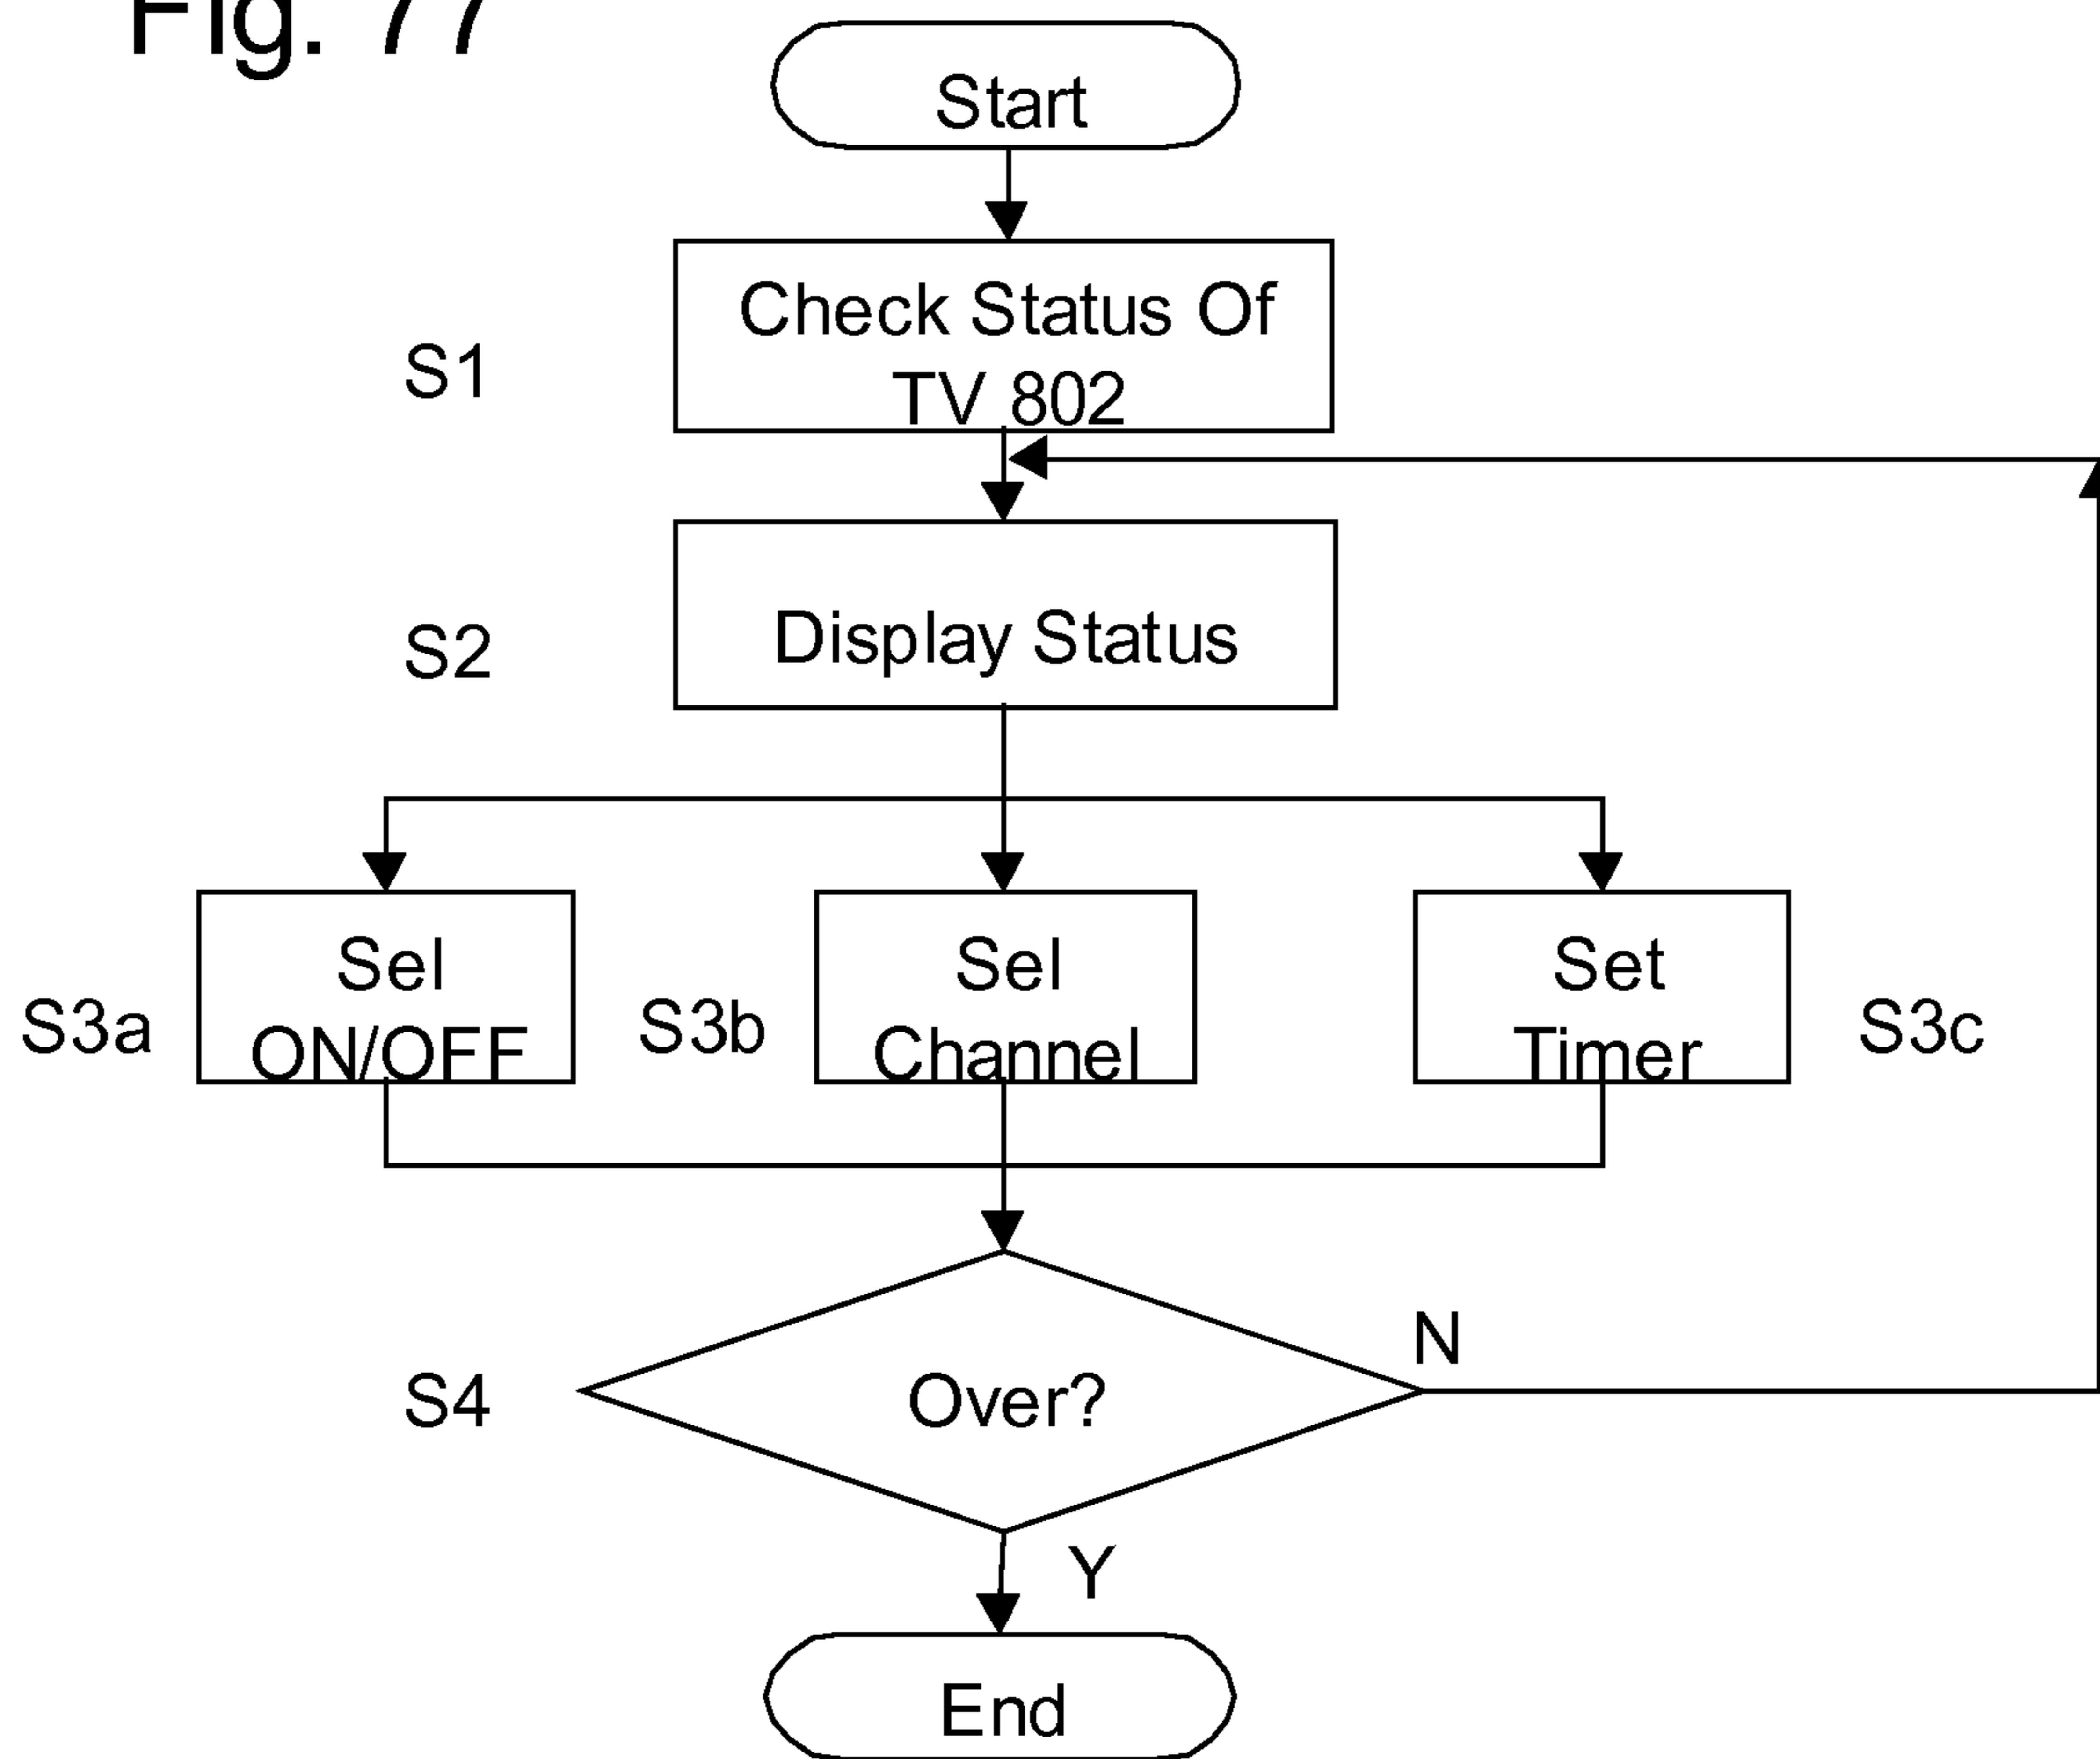 Fig. 77
Start
Check Status Of
TV 802
S1
Display Status
S2
Sel
ON/OFF
S3a
Sel
Channel
S3b
Set
Timer
S3c
Over?
S4
N
Y
End